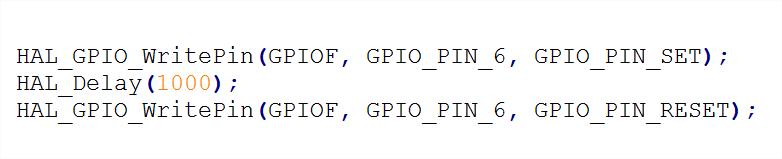 HAL_GPIO_WritePin(GPIOF, GPIO_PIN_6, GPIO_PIN_SET);
HAL_Delay(1000);
HAL_GPIO_WritePin(GPIOF, GPIO_PIN_6, GPIO_PIN_RESET);